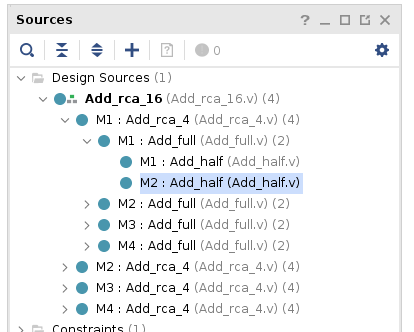 Sources
? _ □ X
0
Design Sources (1)
Add_rca_16 (Add_rca_16.v) (4)
M1 : Add_rca_4 (Add_rca_4.v) (4)
M1 : Add_full (Add_full.v) (2)
M1 : Add_half (Add_half.v)
M2 : Add_half (Add_half.v)
M2 : Add_full (Add_full.v) (2)
M3 : Add_full (Add_full.v) (2)
M4 : Add_full (Add_full.v) (2)
M2 : Add_rca_4 (Add_rca_4.v) (4)
M3 : Add_rca_4 (Add_rca_4.v) (4)
M4 : Add_rca_4 (Add_rca_4.v) (4)
Constraints (1)